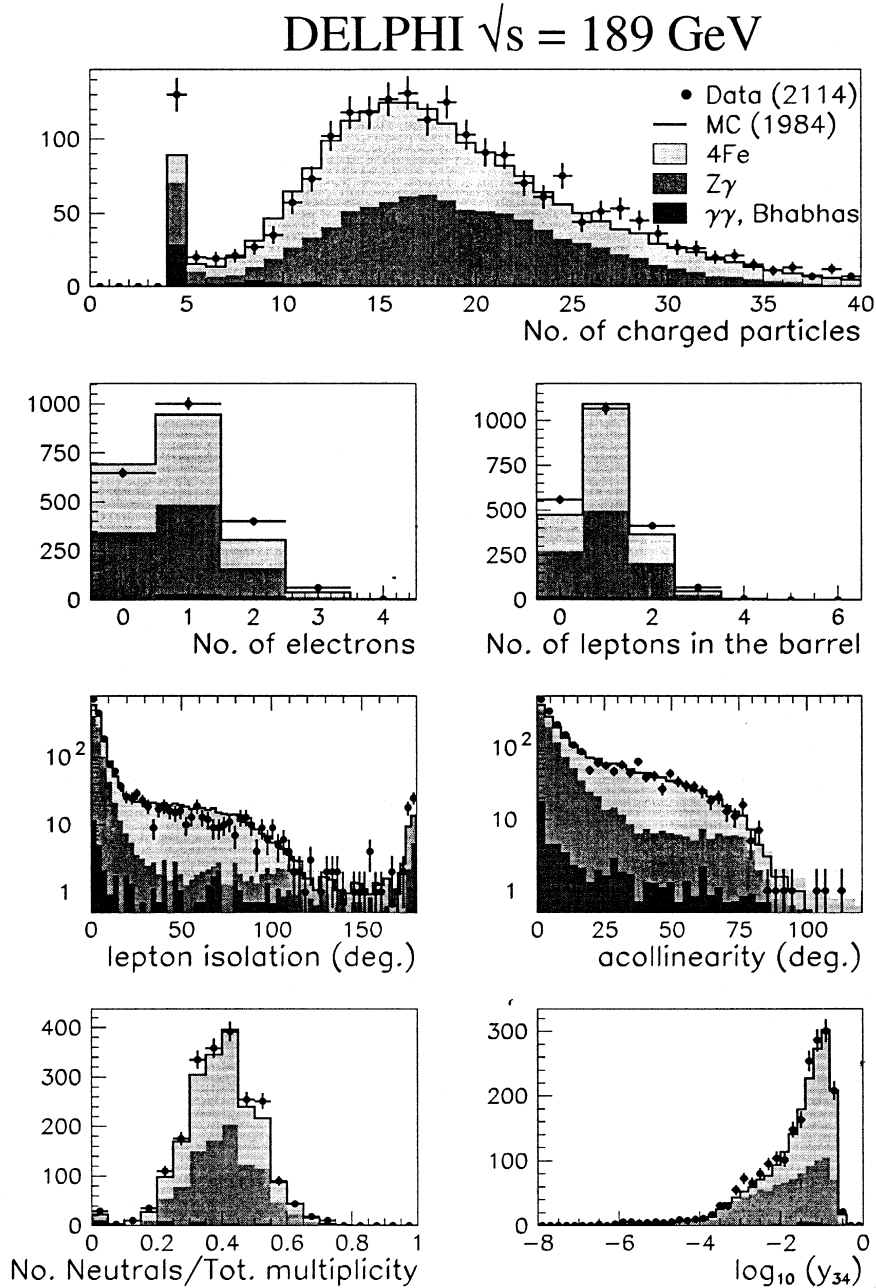 DELPHI √s = 189 GeV
Data (2114)
MC (1984)
4Fe
Zγ
γγ, Bhabhas
100
50
0
0 5 10 15 20 25 30 35 40
No. of charged particles
1000
750
500
250
0
0 1 2 3 4
No. of electrons
1000
750
500
250
0
0 2 4 6
No. of leptons in the barrel
10²
10
1
0 50 100 150
lepton isolation (deg.)
10²
10
1
0 25 50 75 100
acollinearity (deg.)
400
300
200
100
0
0 0.2 0.4 0.6 0.8 1
No. Neutrals/Tot. multiplicity
300
200
100
0
-8 -6 -4 -2 0
log₁₀ (y₃₄)